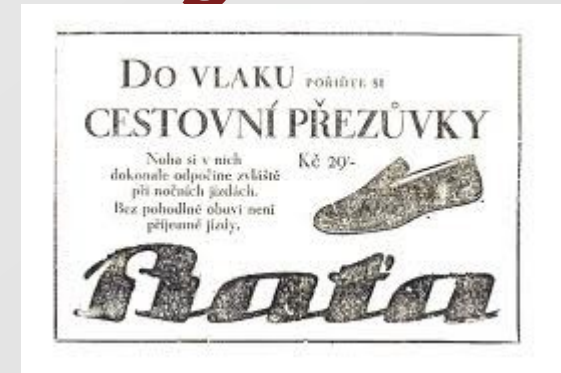 DO VLAKU POŘIĎTE SI
CESTOVNÍ PŘEZŮVKY
Noha si v nich
dokonale odpočine zvláště
při nočních jízdách.
Bez pohodlné obuvi není
příjemné jízdy.
Kč 29'-
Baťa